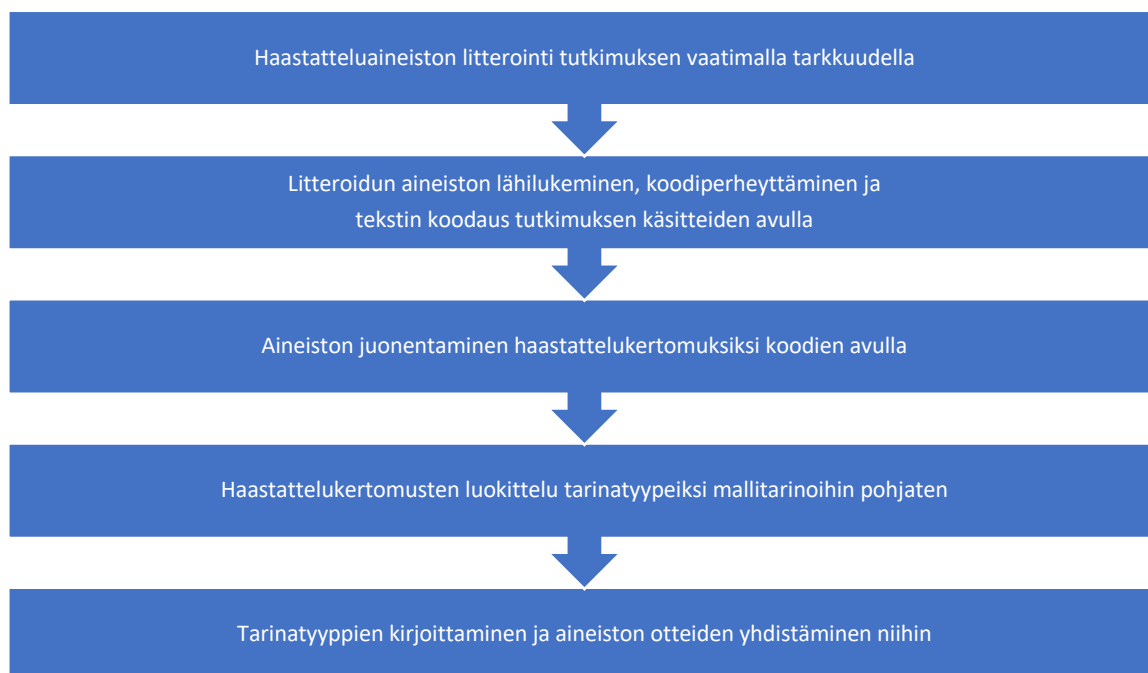 Haastatteluaineiston litterointi tutkimuksen vaatimalla tarkkuudella
Litteroidun aineiston lähilukeminen, koodiperheyttäminen ja
tekstin koodaus tutkimuksen käsitteiden avulla
Aineiston juonentaminen haastattelukertomuksiksi koodien avulla
Haastattelukertomusten luokittelu tarinatyypeiksi mallitarinoihin pohjaten
Tarinatyyppien kirjoittaminen ja aineiston otteiden yhdistäminen niihin